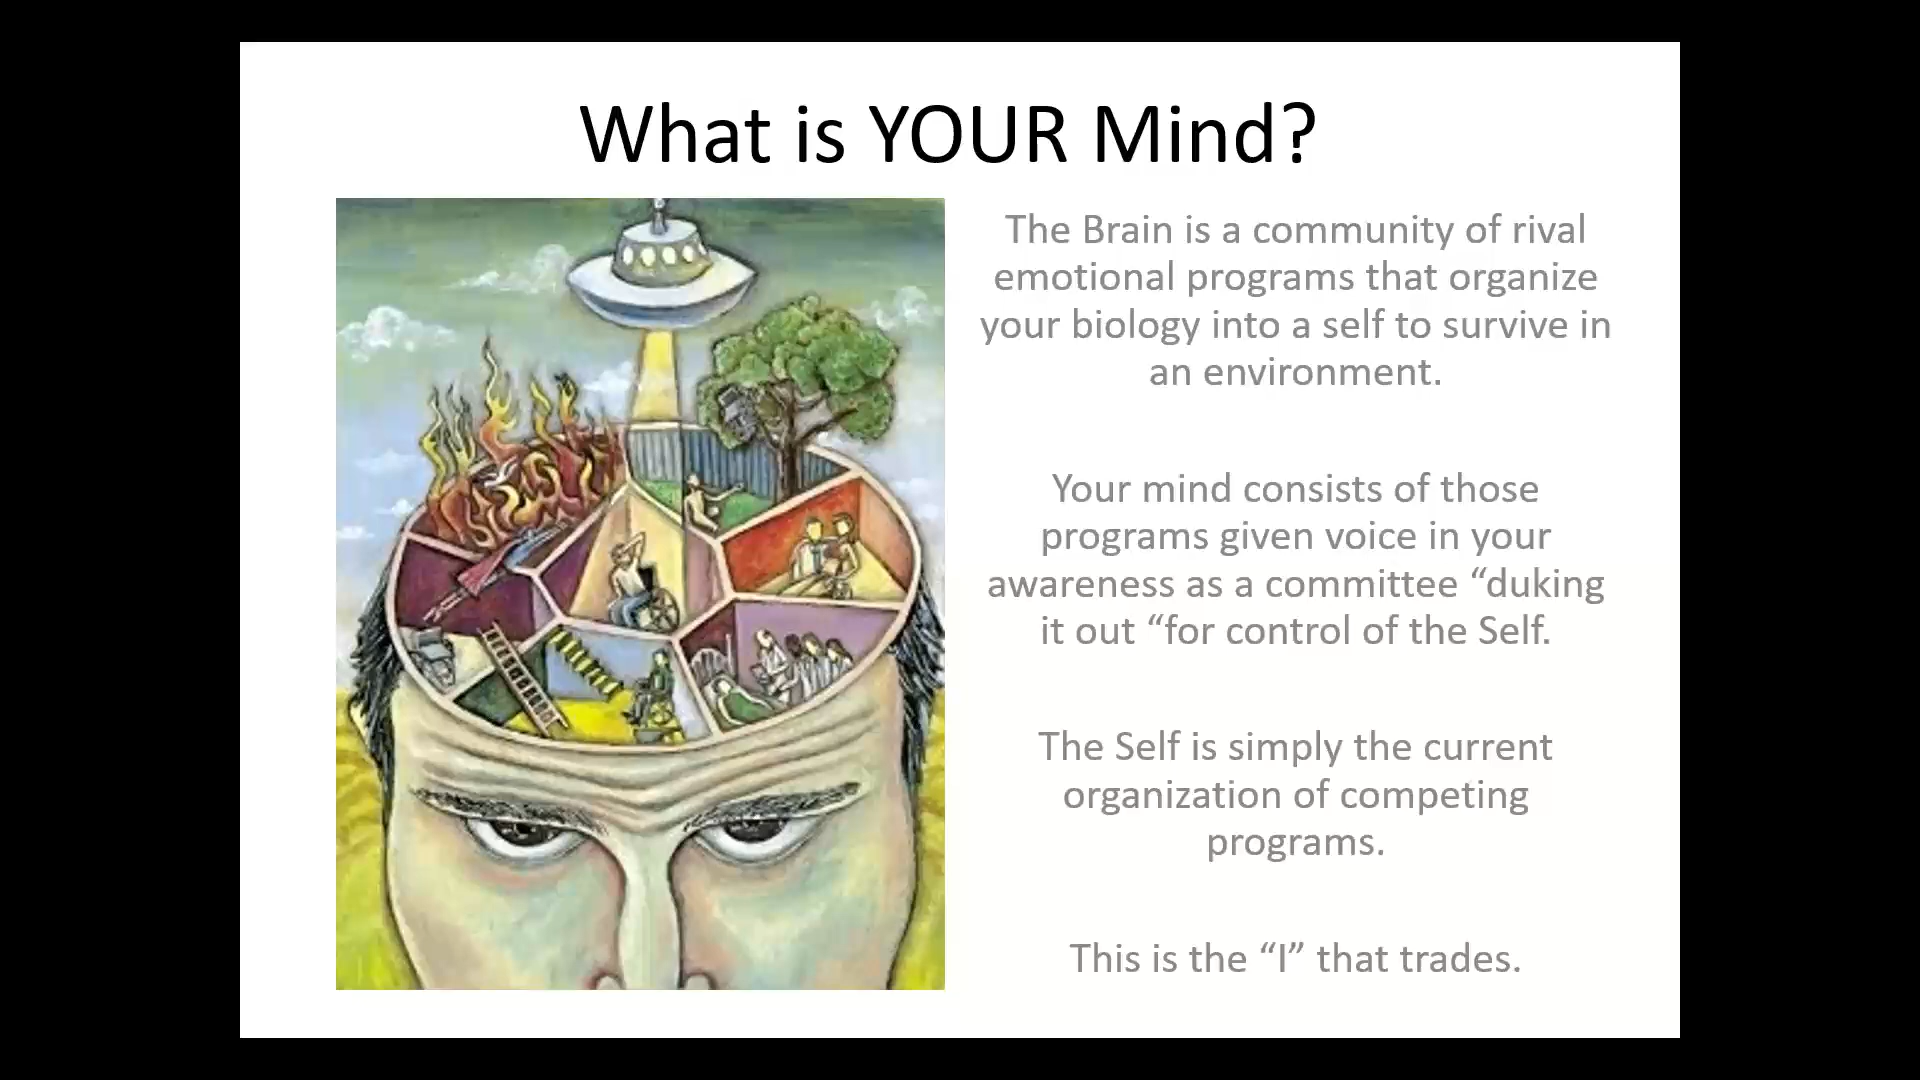 What is YOUR Mind?
The Brain is a community of rival
emotional programs that organize
your biology into a self to survive in
an environment.
Your mind consists of those
programs given voice in your
awareness as a committee “duking
it out “for control of the Self.
The Self is simply the current
organization of competing
programs.
This is the “I” that trades.